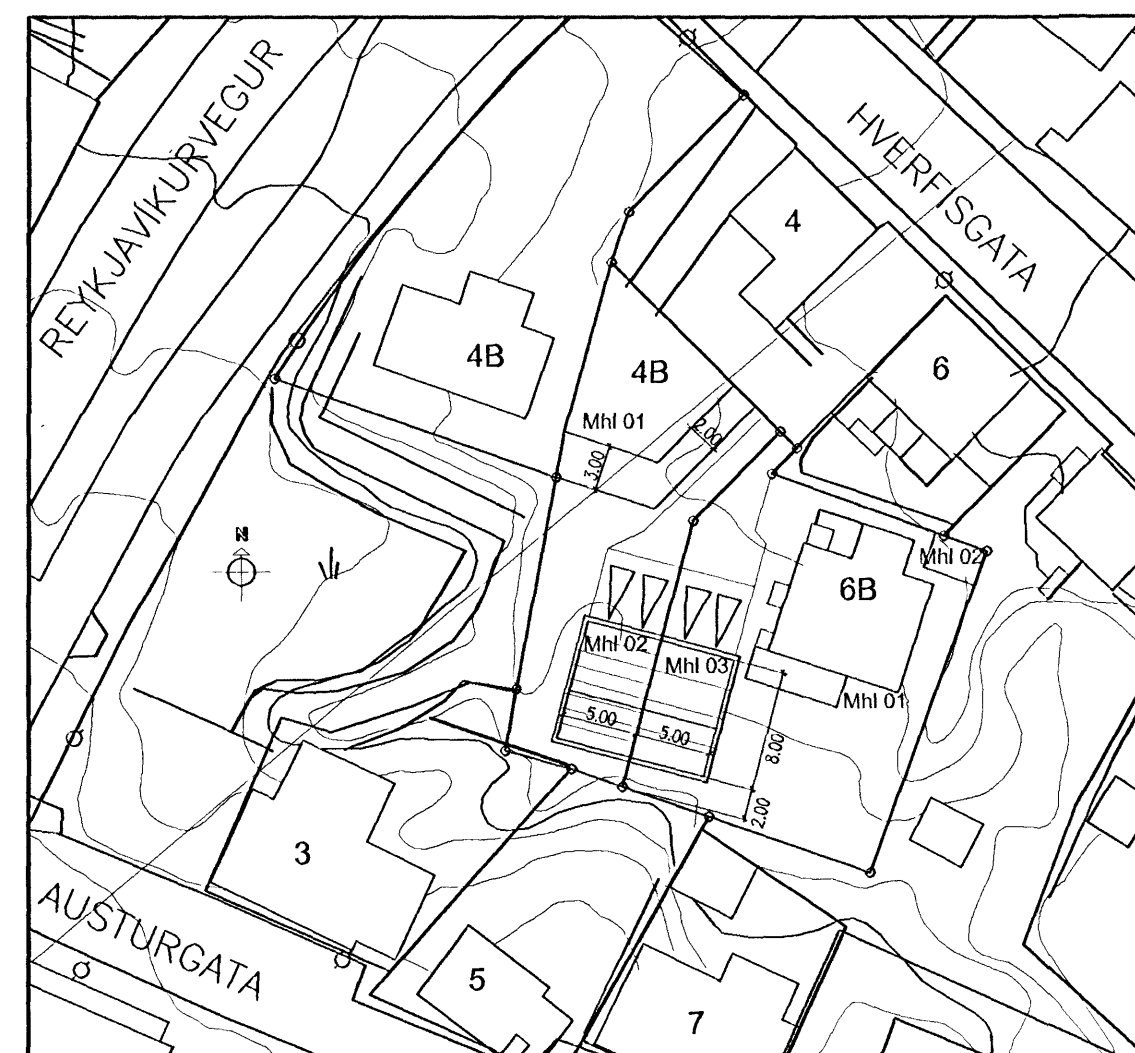 REYKJAVÍKURVEGUR
HVERFISGATA
4
4B
4B
6
Mhl 01
2.00
3.00
N
Mhl 02
6B
Mhl 02
Mhl 03
Mhl 01
5.00
5.00
8.00
2.00
3
AUSTURGATA
5
7